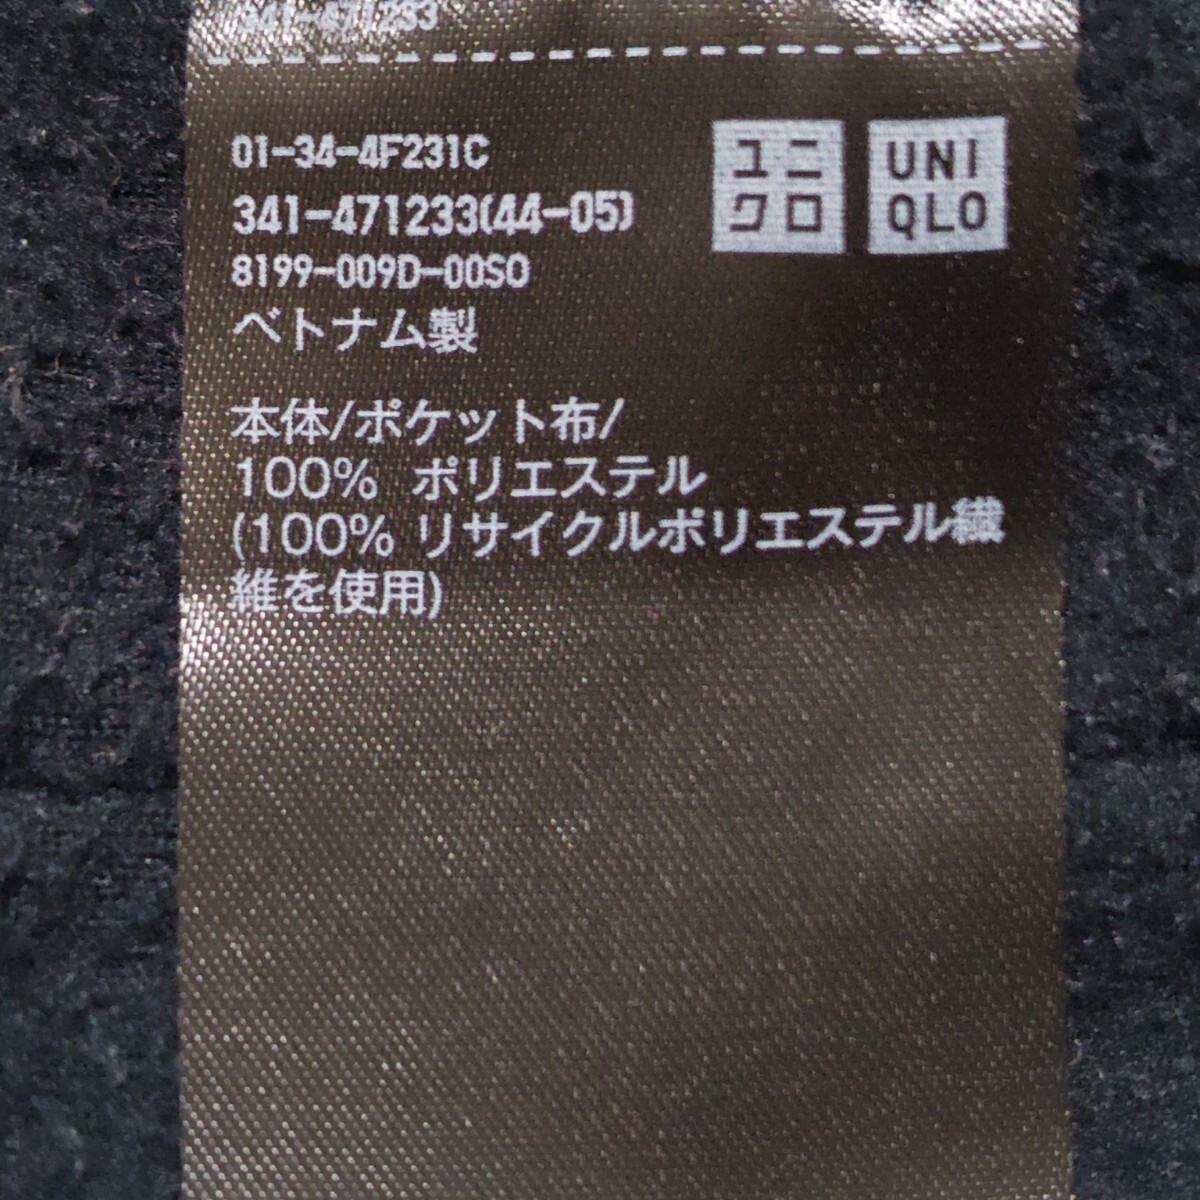 341-471233
01-34-4F231C
341-471233(44-05)
8199-009D-00SO
ベトナム製
ユニ
クロ
UNI
QLO
本体/ポケット布/
100% ポリエステル
(100% リサイクルポリエステル繊
維を使用)